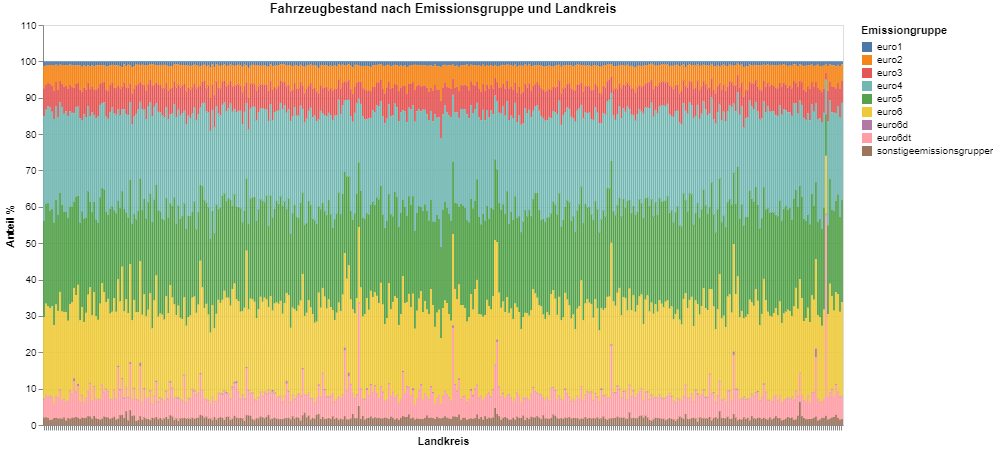 Fahrzeugbestand nach Emissionsgruppe und Landkreis
110
100
90
80
70
60
50
40
30
20
10
0
Anteil %
Landkreis
Emissiongruppe
euro1
euro2
euro3
euro4
euro5
euro6
euro6d
euro6dt
sonstigeemissionsgrupper